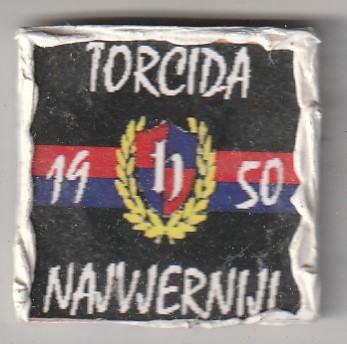 TORCIDA
19 h 50
NAJVJERNIJI